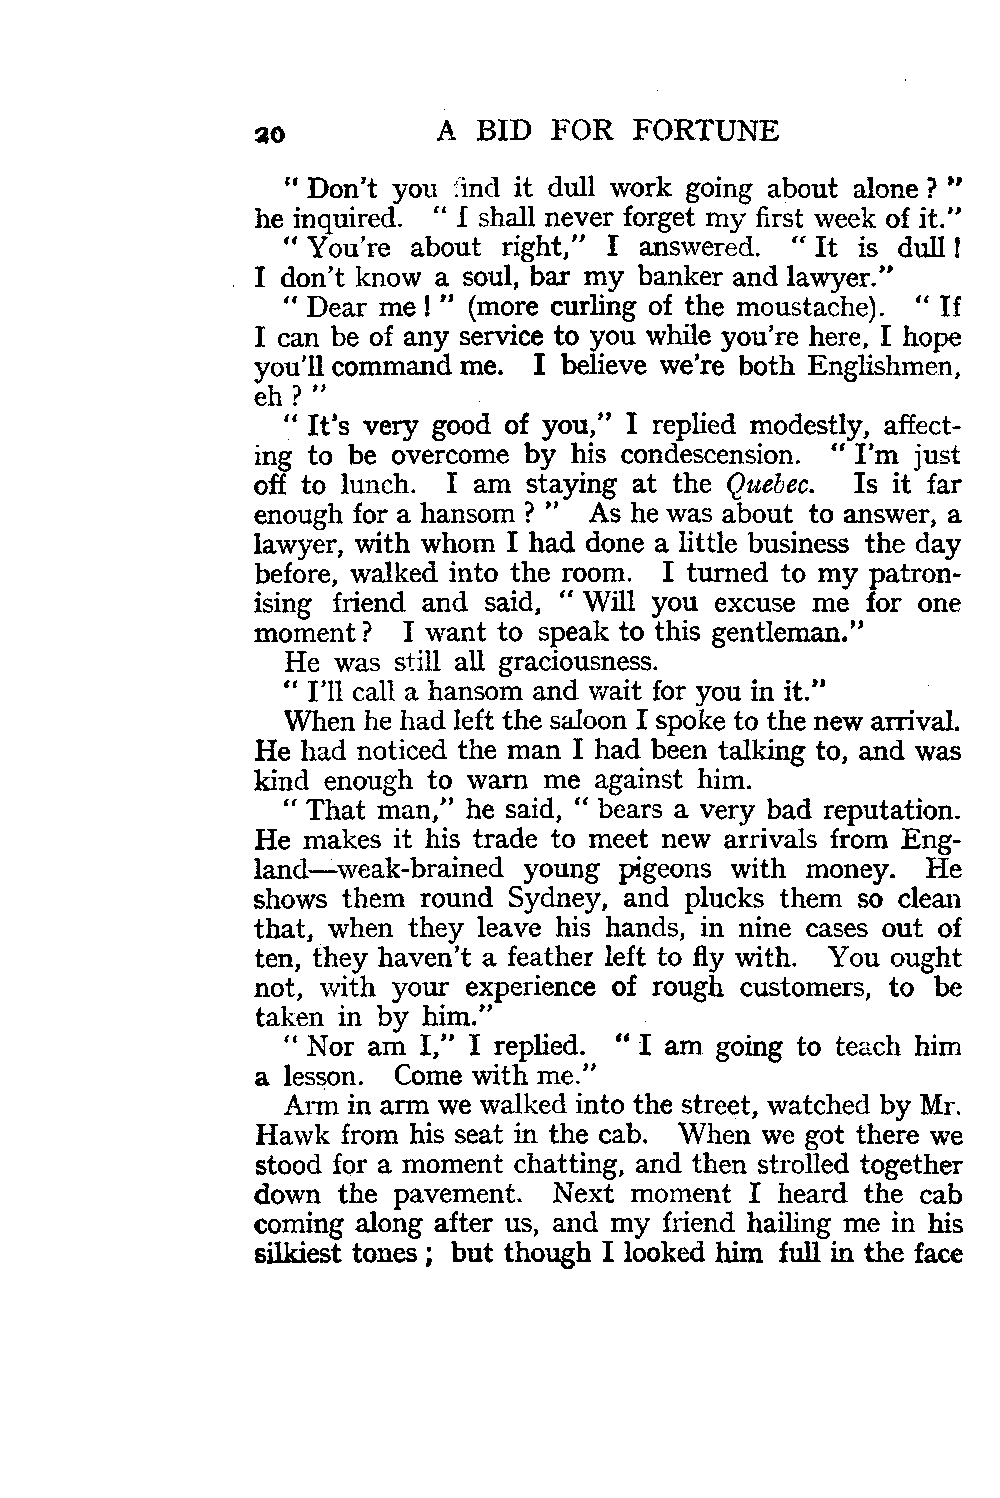 20 A BID FOR FORTUNE
“ Don't you find it dull work going about alone ? ”
he inquired. “ I shall never forget my first week of it.”
“ You're about right,” I answered. “ It is dull !
I don't know a soul, bar my banker and lawyer.”
“ Dear me ! ” (more curling of the moustache). “ If
I can be of any service to you while you're here, I hope
you'll command me. I believe we're both Englishmen,
eh ? ”
“ It's very good of you,” I replied modestly, affect-
ing to be overcome by his condescension. “ I'm just
off to lunch. I am staying at the Quebec. Is it far
enough for a hansom ? ” As he was about to answer, a
lawyer, with whom I had done a little business the day
before, walked into the room. I turned to my patron-
ising friend and said, “ Will you excuse me for one
moment ? I want to speak to this gentleman.”
He was still all graciousness.
“ I'll call a hansom and wait for you in it.”
When he had left the saloon I spoke to the new arrival.
He had noticed the man I had been talking to, and was
kind enough to warn me against him.
“ That man,” he said, “ bears a very bad reputation.
He makes it his trade to meet new arrivals from Eng-
land—weak-brained young pigeons with money. He
shows them round Sydney, and plucks them so clean
that, when they leave his hands, in nine cases out of
ten, they haven't a feather left to fly with. You ought
not, with your experience of rough customers, to be
taken in by him.”
“ Nor am I,” I replied. “ I am going to teach him
a lesson. Come with me.”
Arm in arm we walked into the street, watched by Mr.
Hawk from his seat in the cab. When we got there we
stood for a moment chatting, and then strolled together
down the pavement. Next moment I heard the cab
coming along after us, and my friend hailing me in his
silkiest tones ; but though I looked him full in the face